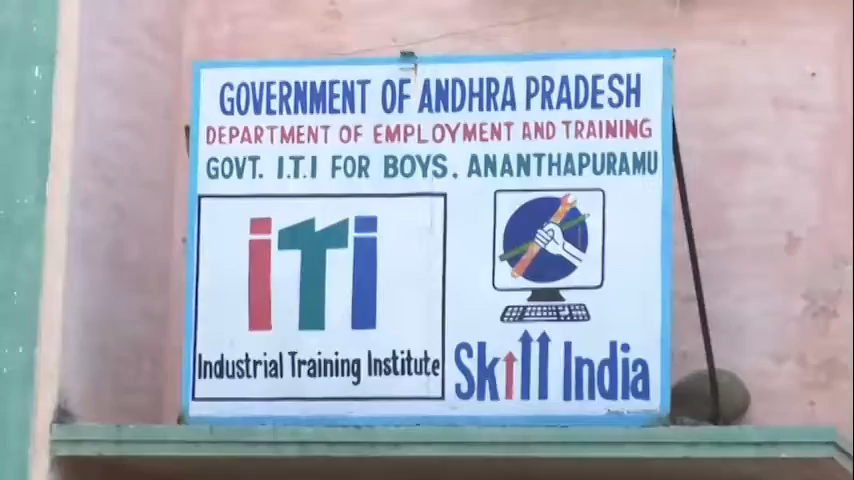 GOVERNMENT OF ANDHRA PRADESH
DEPARTMENT OF EMPLOYMENT AND TRAINING
GOVT. I.T.I FOR BOYS. ANANTHAPURAMU
iTi
Industrial Training Institute
Skill India